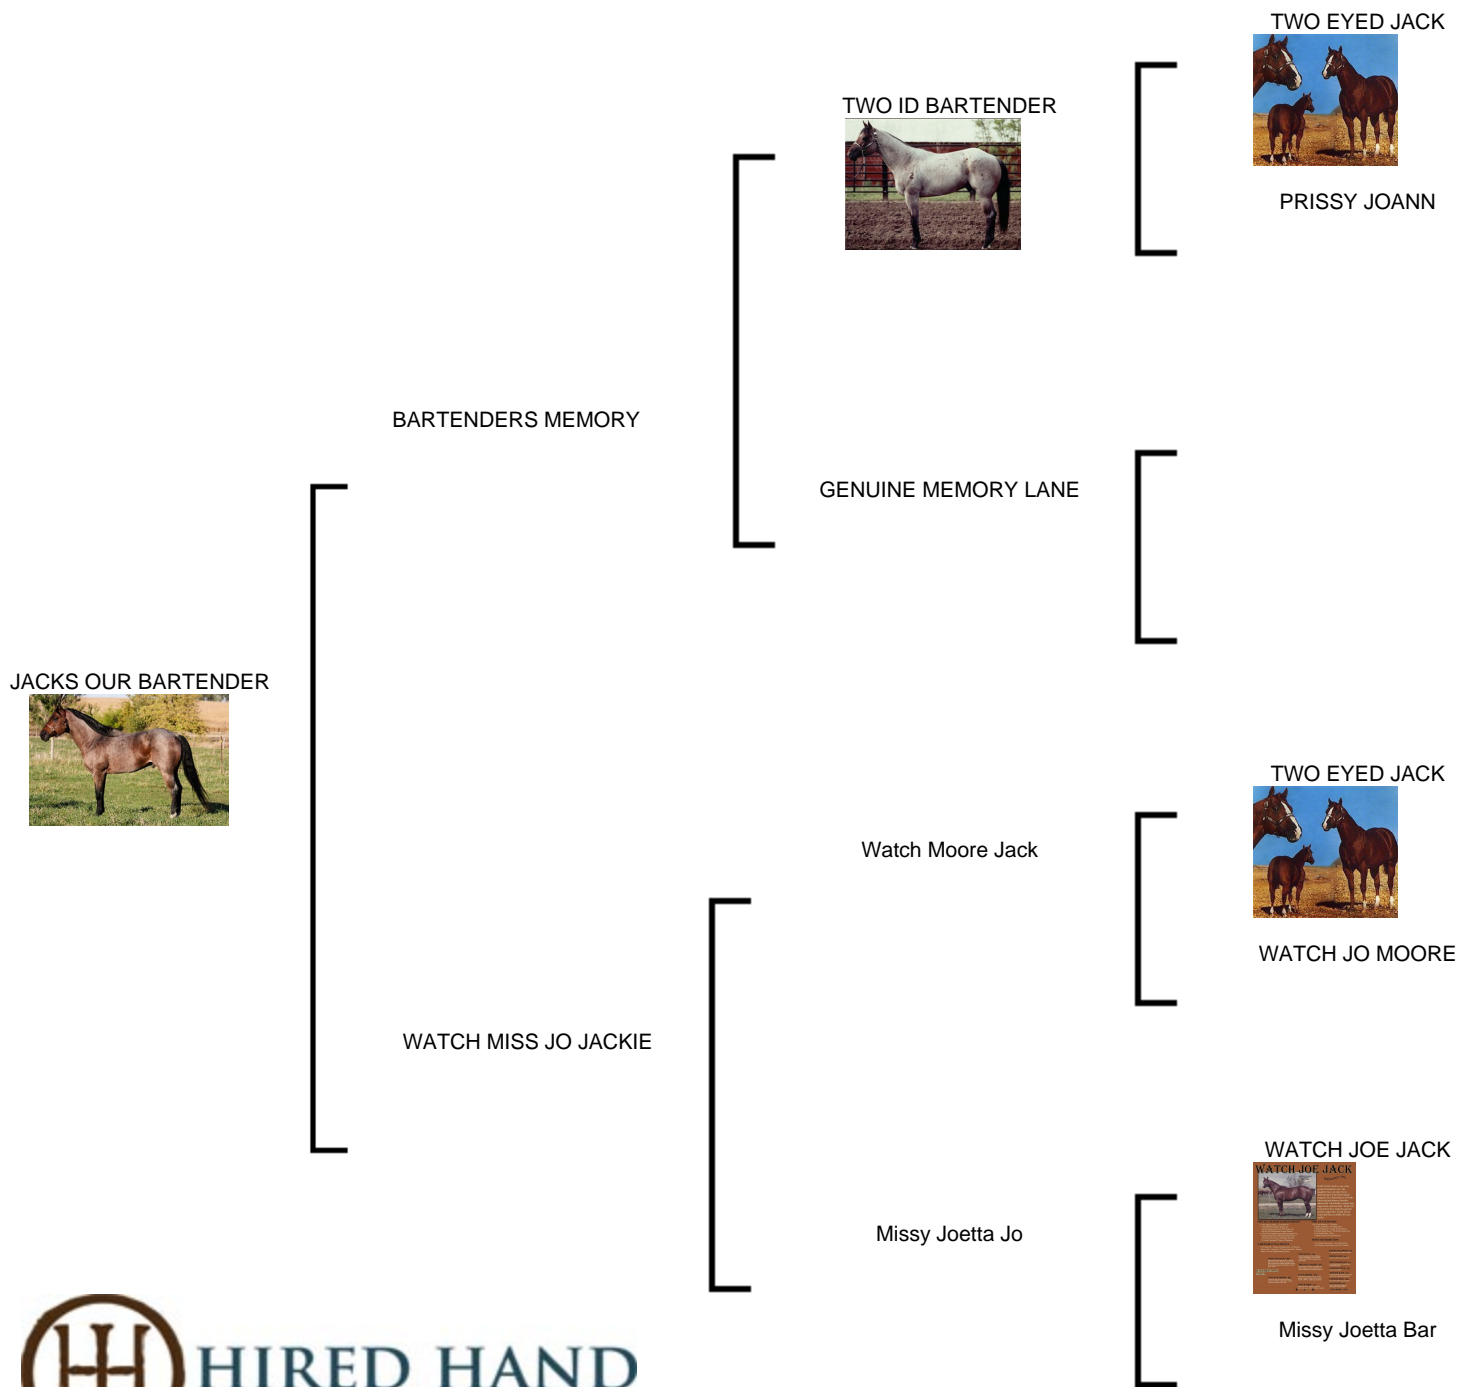 TWO EYED JACK
TWO ID BARTENDER
PRISSY JOANN
BARTENDERS MEMORY
GENUINE MEMORY LANE
JACKS OUR BARTENDER
TWO EYED JACK
Watch Moore Jack
WATCH JO MOORE
WATCH MISS JO JACKIE
WATCH JOE JACK
WATCH JOE JACK
Missy Joetta Jo
Missy Joetta Bar
HIRED HAND